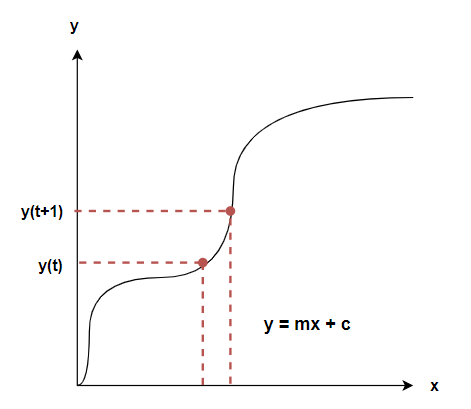 y
y(t+1)
y(t)
y = mx + c
x